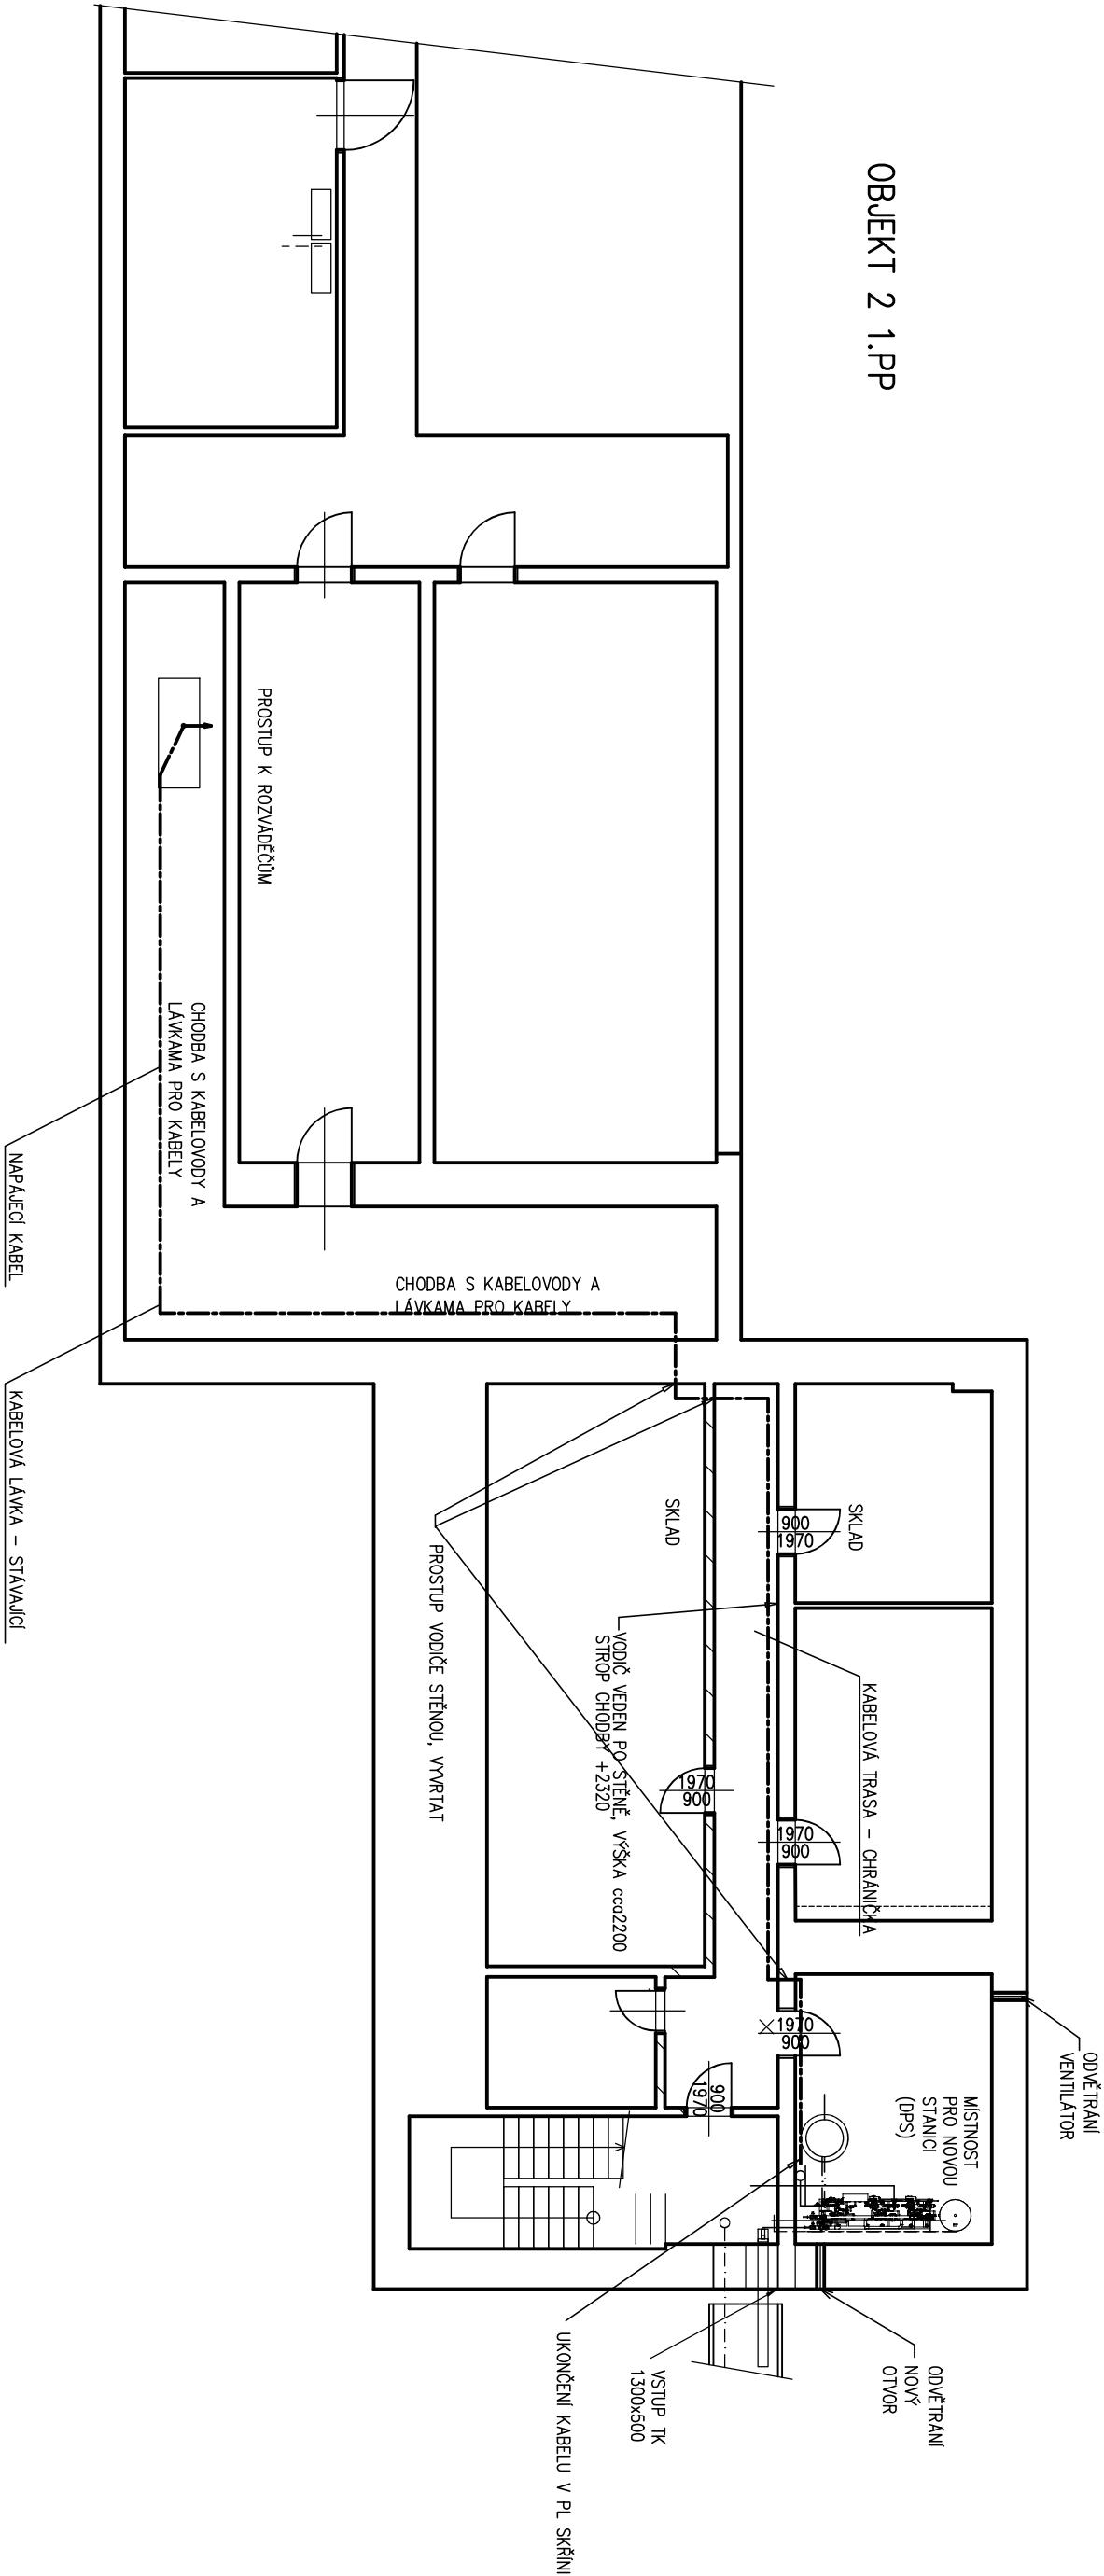 OBJEKT 2 1.PP
PROSTUP K ROZVÁDĚČŮM
CHODBA S KABELOVODY A
LÁVKAMA PRO KABELY
NAPÁJECÍ KABEL
CHODBA S KABELOVODY A
LÁVKAMA PRO KABELY
KABELOVÁ LÁVKA – STÁVAJÍCÍ
SKLAD
900
1970
SKLAD
PROSTUP VODIČE STĚNOU, VYVRTAT
VODIČ VEDEN PO STĚNĚ, VÝŠKA cca2200
STROP CHODBY +2320
KABELOVÁ TRASA – CHRÁNIČKA
1970
900
1970
900
1970
900
900
1970
ODVĚTRÁNÍ
VENTILÁTOR
MÍSTNOST
PRO NOVOU
STANICI
(DPS)
ODVĚTRÁNÍ
NOVÝ
OTVOR
VSTUP TK
1300x500
UKONČENÍ KABELU V PL SKŘÍNI